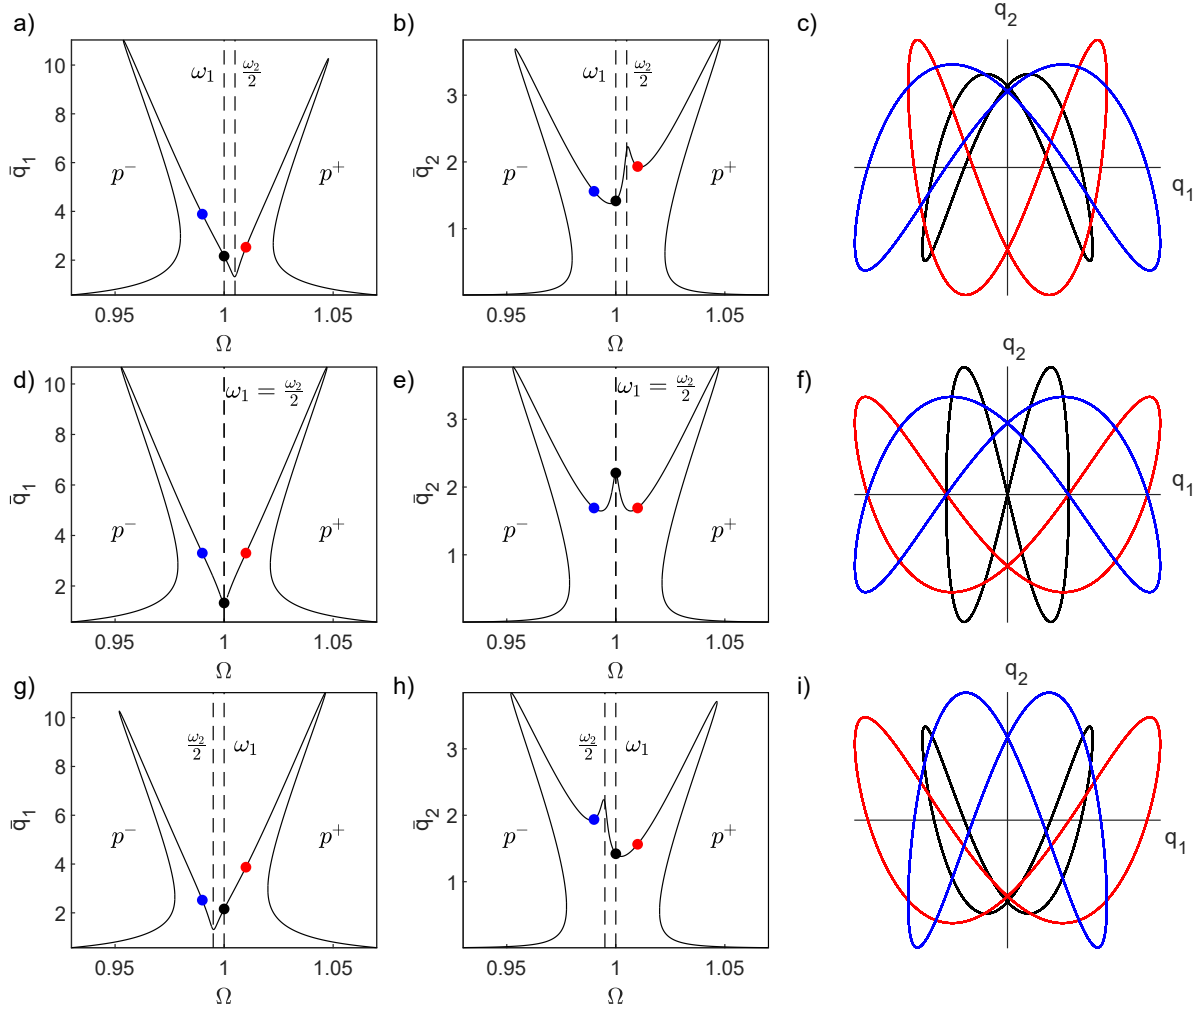 a)
10
8
6
4
2
q̄₁
ω₁
ω₂/2
p⁻
p⁺
0.95
1
1.05
Ω
b)
3
2
1
q̄₂
ω₁
ω₂/2
p⁻
p⁺
0.95
1
1.05
Ω
c)
q₂
q₁
d)
10
8
6
4
2
q̄₁
ω₁ = ω₂/2
p⁻
p⁺
0.95
1
1.05
Ω
e)
3
2
1
q̄₂
ω₁ = ω₂/2
p⁻
p⁺
0.95
1
1.05
Ω
f)
q₂
q₁
g)
10
8
6
4
2
q̄₁
ω₂/2
ω₁
p⁻
p⁺
0.95
1
1.05
Ω
h)
3
2
1
q̄₂
ω₂/2
ω₁
p⁻
p⁺
0.95
1
1.05
Ω
i)
q₂
q₁